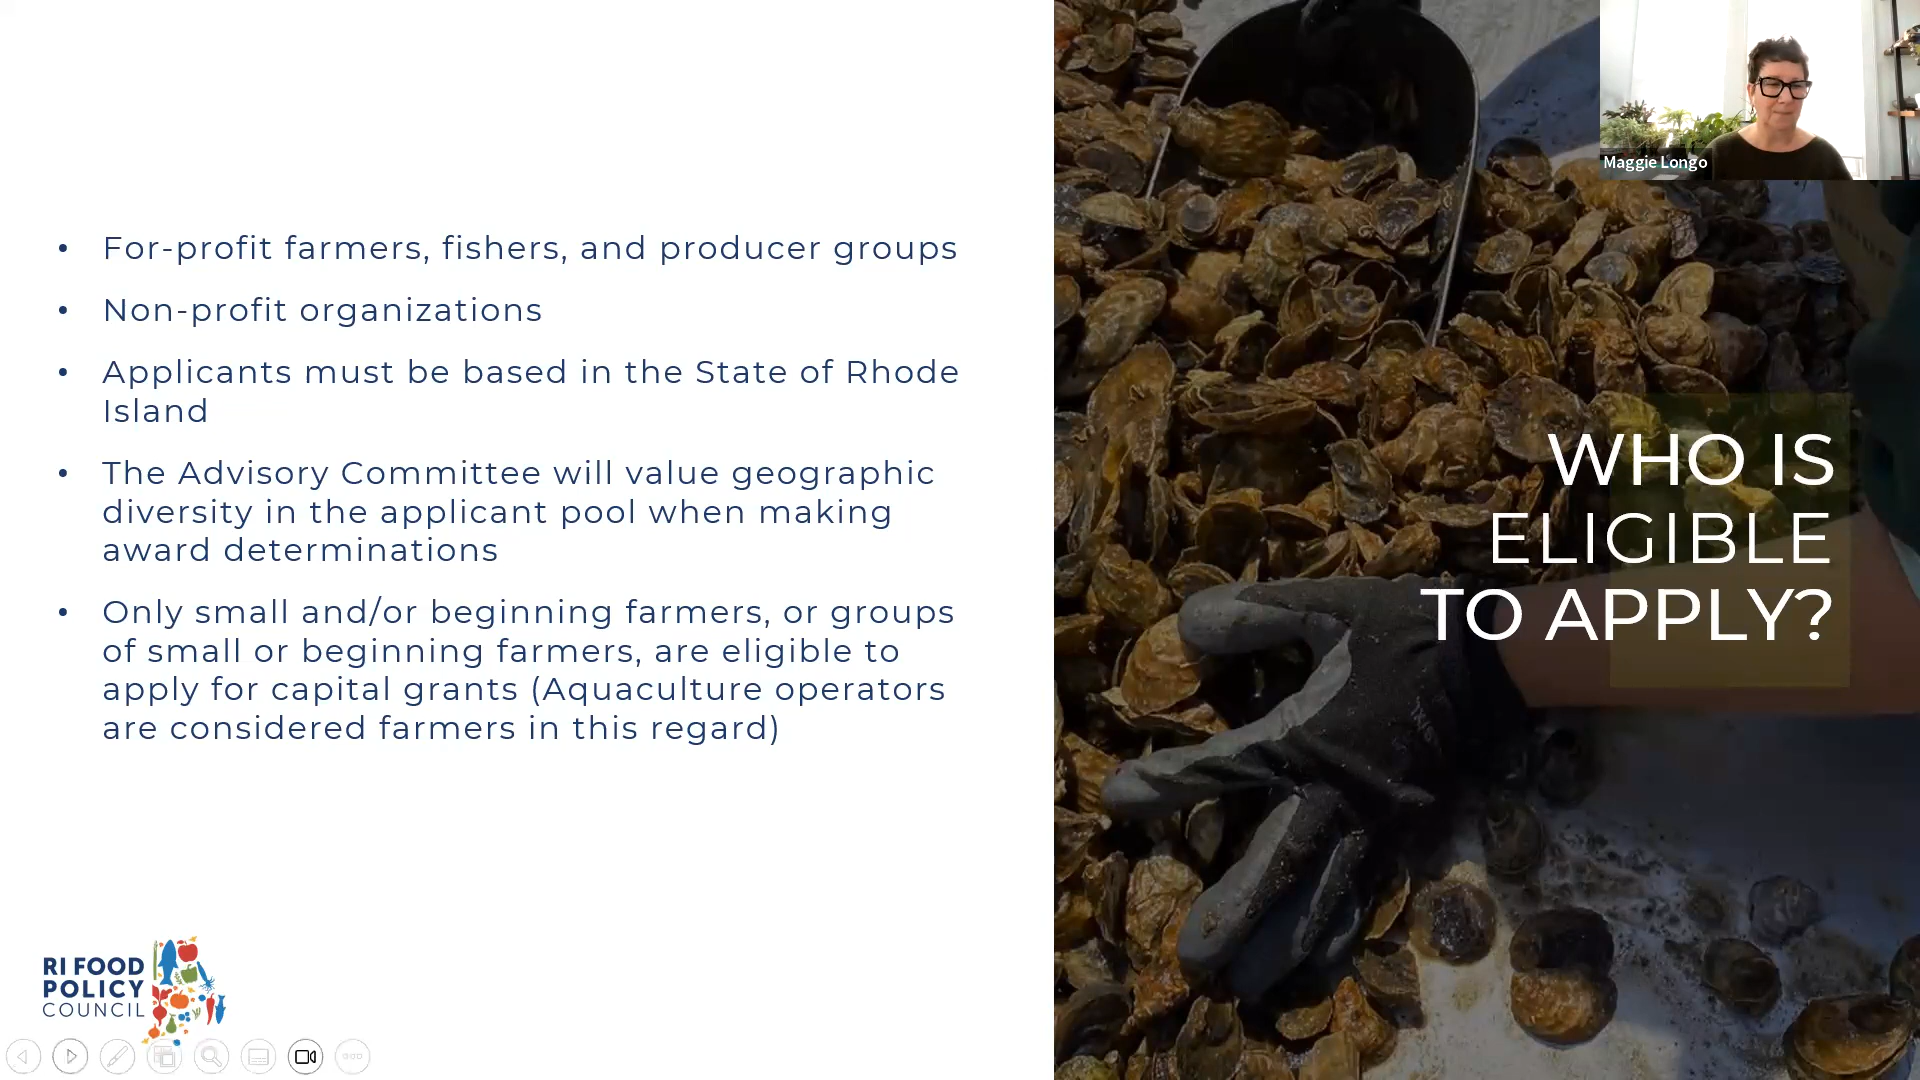 Maggie Longo
WHO IS
ELIGIBLE
TO APPLY?
• For-profit farmers, fishers, and producer groups
• Non-profit organizations
• Applicants must be based in the State of Rhode
Island
• The Advisory Committee will value geographic
diversity in the applicant pool when making
award determinations
• Only small and/or beginning farmers, or groups
of small or beginning farmers, are eligible to
apply for capital grants (Aquaculture operators
are considered farmers in this regard)
RI FOOD
POLICY
COUNCIL